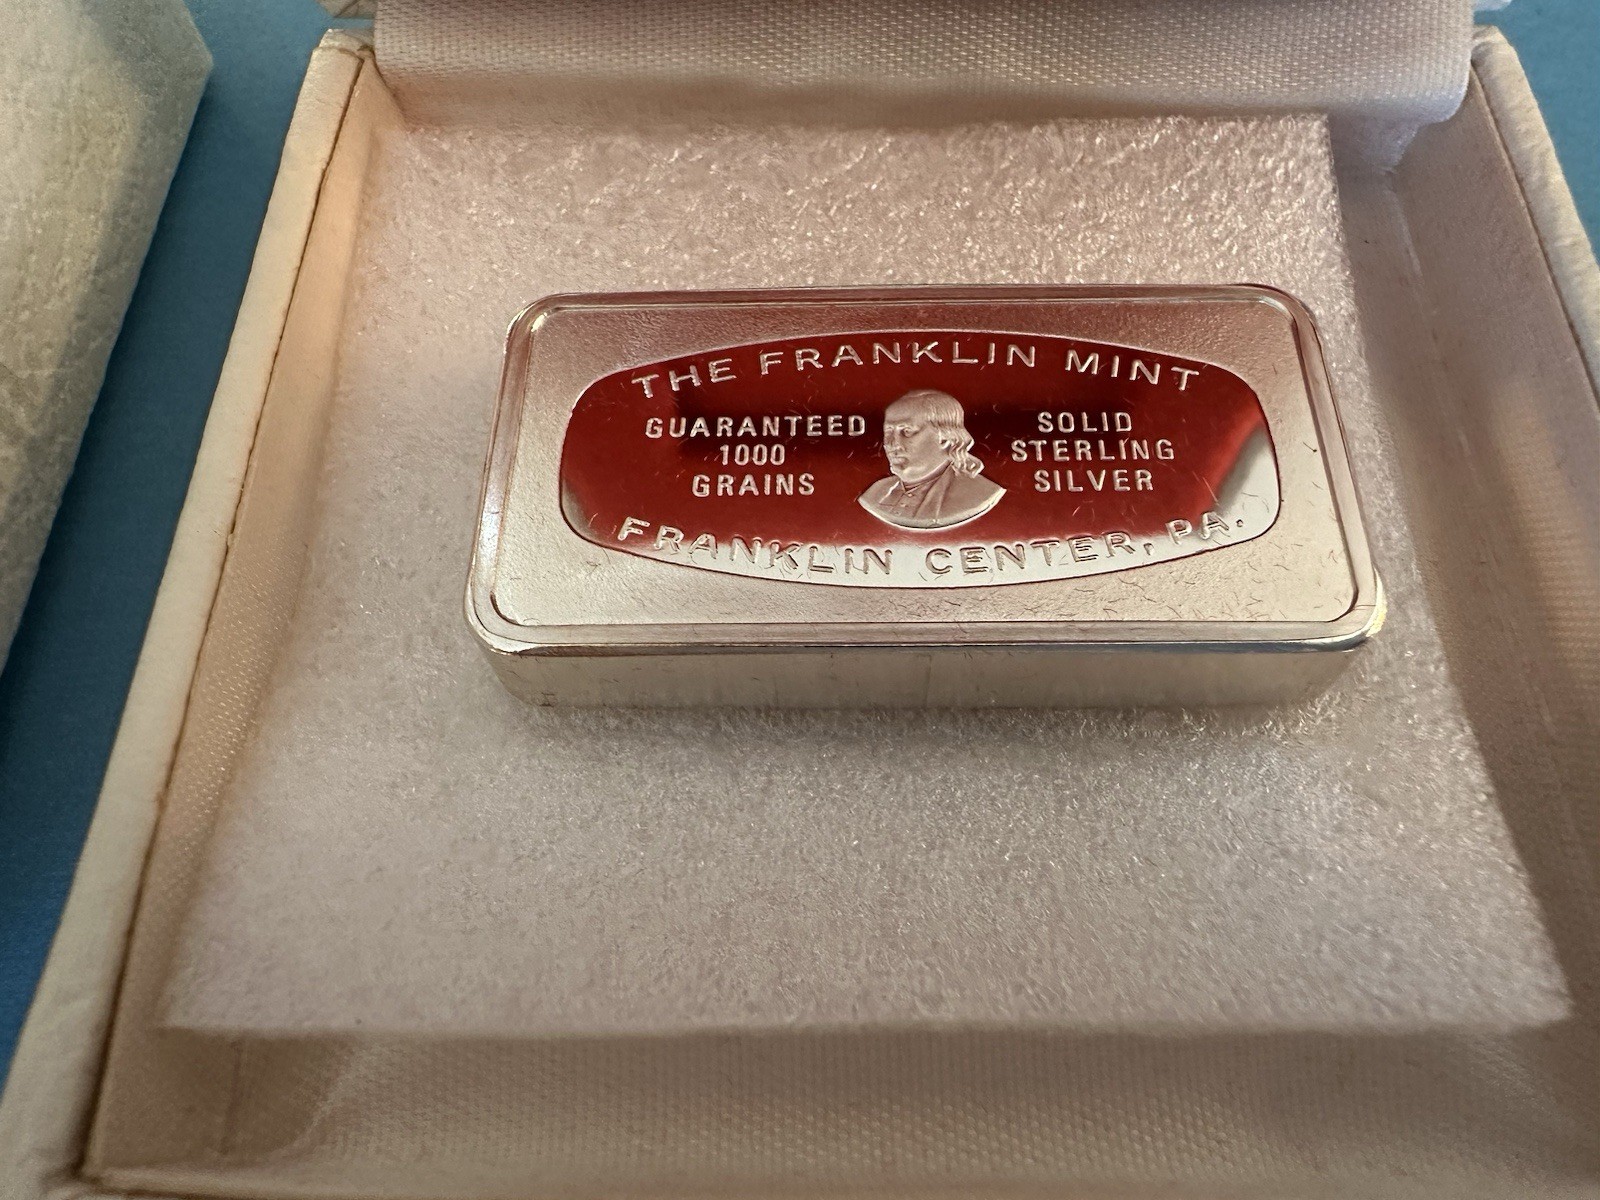 THE FRANKLIN MINT
GUARANTEED
1000
GRAINS
SOLID
STERLING
SILVER
FRANKLIN CENTER, PA.